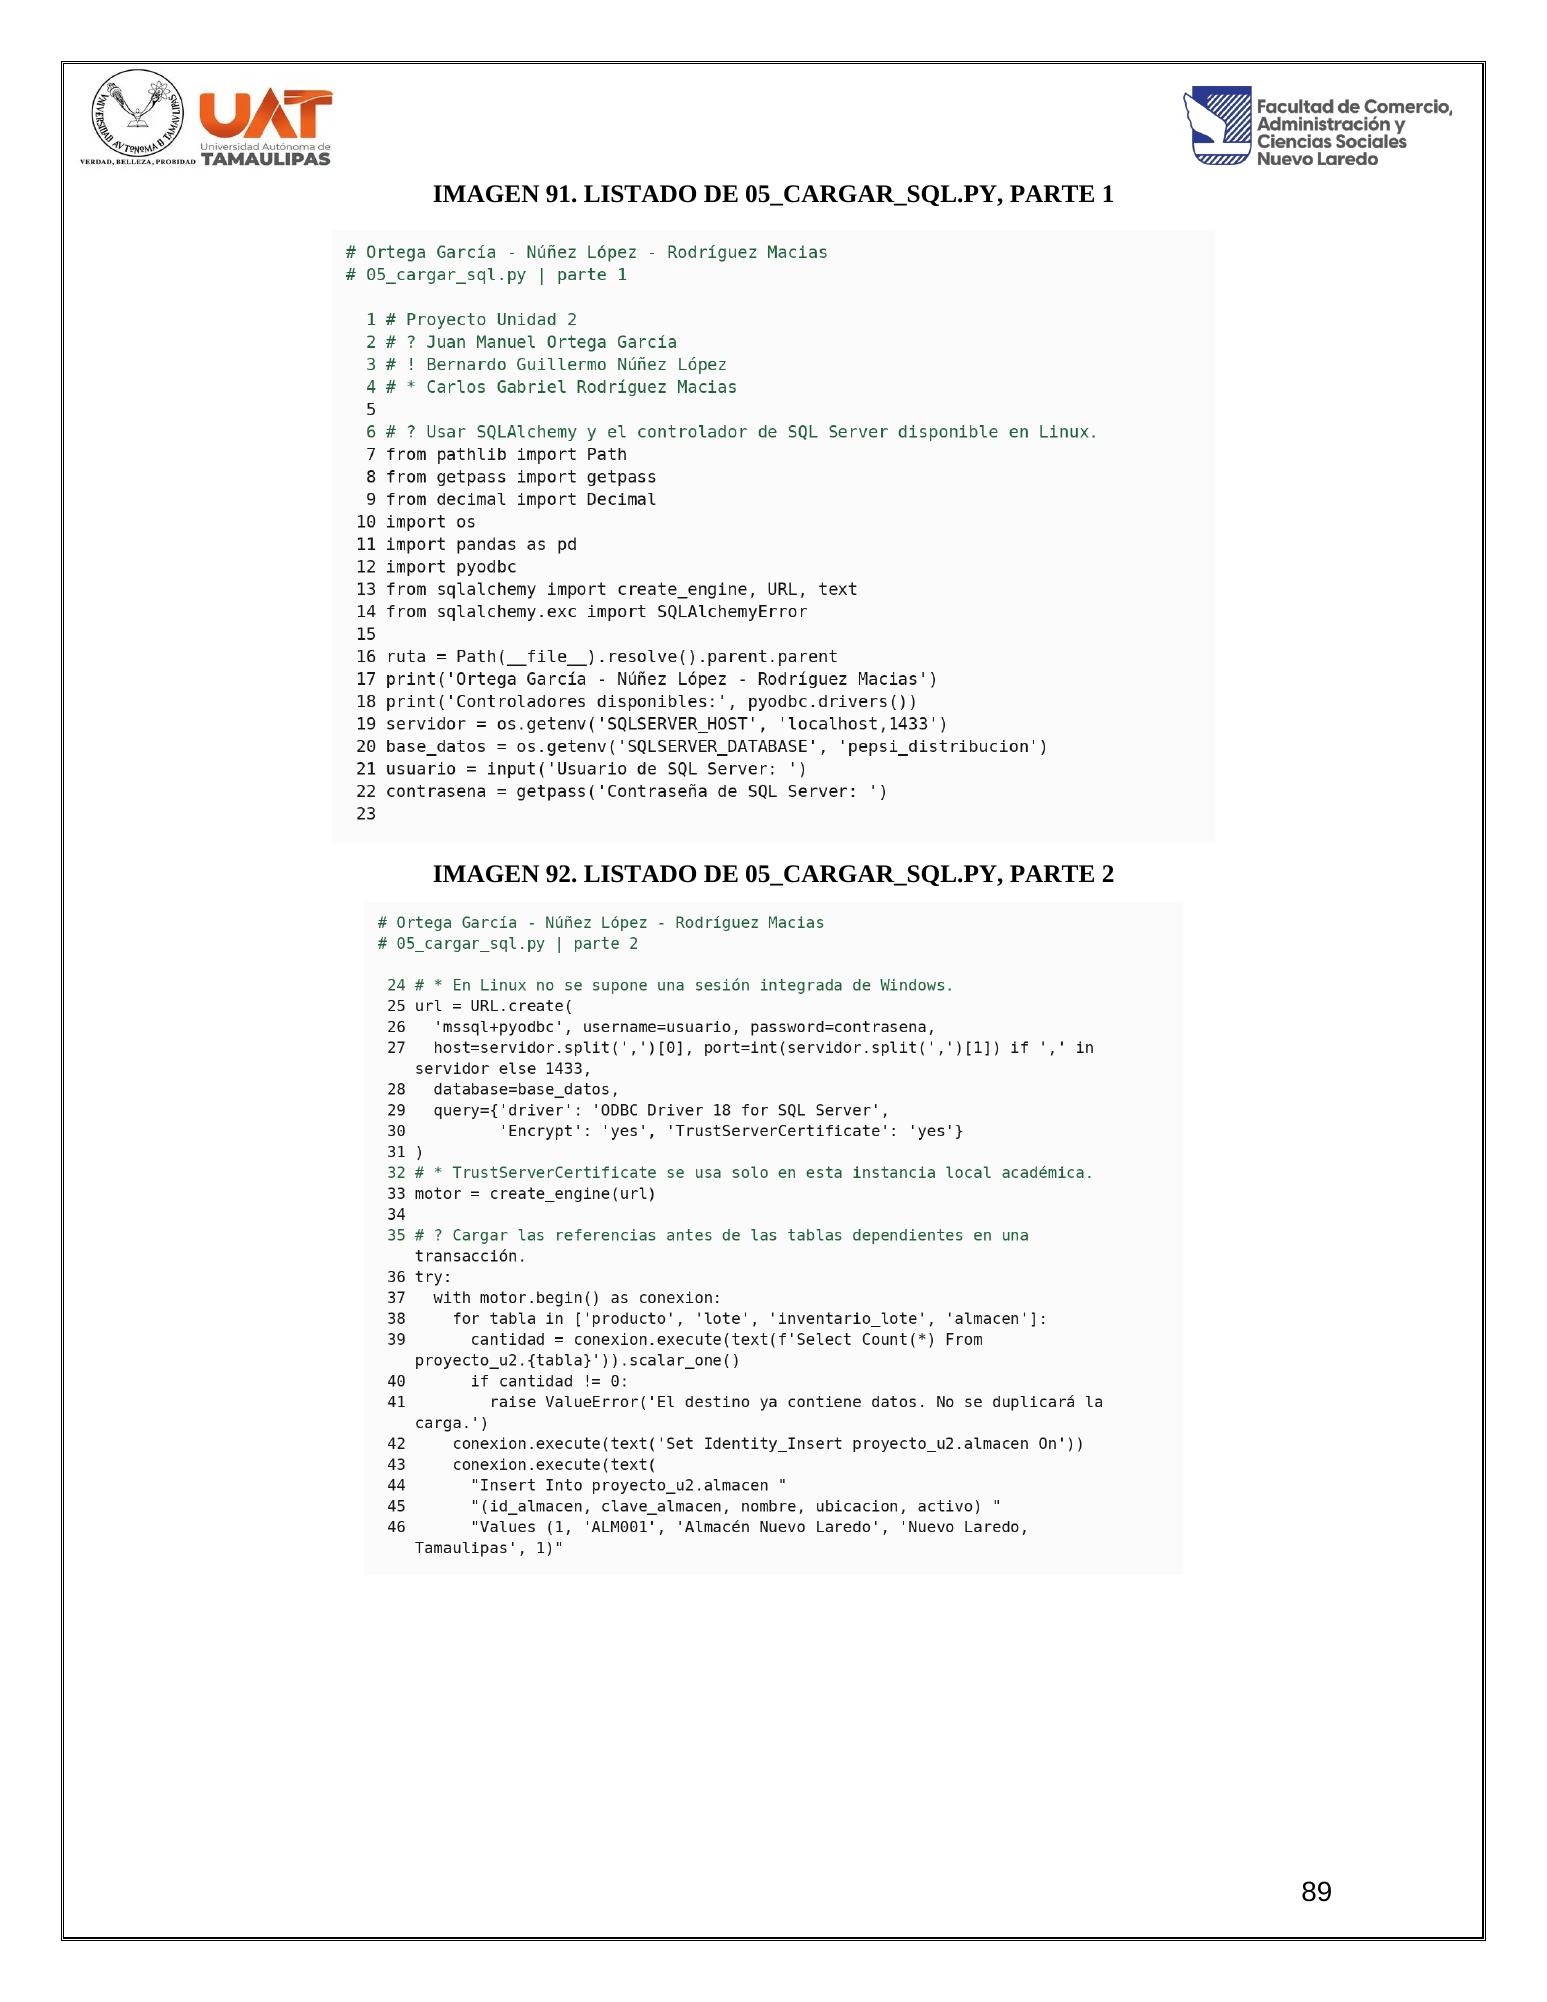 UNIVERSIDAD AVTONOMA D TAMAVLIPAS
VERDAD, BELLEZA, PROBIDAD
UAT
Universidad Autónoma de
TAMAULIPAS
Facultad de Comercio,
Administración y
Ciencias Sociales
Nuevo Laredo
IMAGEN 91. LISTADO DE 05_CARGAR_SQL.PY, PARTE 1
# Ortega García - Núñez López - Rodríguez Macias
# 05_cargar_sql.py | parte 1
1 # Proyecto Unidad 2
2 # ? Juan Manuel Ortega García
3 # ! Bernardo Guillermo Núñez López
4 # * Carlos Gabriel Rodríguez Macias
5
6 # ? Usar SQLAlchemy y el controlador de SQL Server disponible en Linux.
7 from pathlib import Path
8 from getpass import getpass
9 from decimal import Decimal
10 import os
11 import pandas as pd
12 import pyodbc
13 from sqlalchemy import create_engine, URL, text
14 from sqlalchemy.exc import SQLAlchemyError
15
16 ruta = Path(__file__).resolve().parent.parent
17 print('Ortega García - Núñez López - Rodríguez Macias')
18 print('Controladores disponibles:', pyodbc.drivers())
19 servidor = os.getenv('SQLSERVER_HOST', 'localhost,1433')
20 base_datos = os.getenv('SQLSERVER_DATABASE', 'pepsi_distribucion')
21 usuario = input('Usuario de SQL Server: ')
22 contrasena = getpass('Contraseña de SQL Server: ')
23
IMAGEN 92. LISTADO DE 05_CARGAR_SQL.PY, PARTE 2
# Ortega García - Núñez López - Rodríguez Macias
# 05_cargar_sql.py | parte 2
24 # * En Linux no se supone una sesión integrada de Windows.
25 url = URL.create(
26   'mssql+pyodbc', username=usuario, password=contrasena,
27   host=servidor.split(',')[0], port=int(servidor.split(',')[1]) if ',' in
servidor else 1433,
28   database=base_datos,
29   query={'driver': 'ODBC Driver 18 for SQL Server',
30          'Encrypt': 'yes', 'TrustServerCertificate': 'yes'}
31 )
32 # * TrustServerCertificate se usa solo en esta instancia local académica.
33 motor = create_engine(url)
34
35 # ? Cargar las referencias antes de las tablas dependientes en una
transacción.
36 try:
37   with motor.begin() as conexion:
38     for tabla in ['producto', 'lote', 'inventario_lote', 'almacen']:
39       cantidad = conexion.execute(text(f'Select Count(*) From
proyecto_u2.{tabla}')).scalar_one()
40       if cantidad != 0:
41         raise ValueError('El destino ya contiene datos. No se duplicará la
carga.')
42     conexion.execute(text('Set Identity_Insert proyecto_u2.almacen On'))
43     conexion.execute(text(
44       "Insert Into proyecto_u2.almacen "
45       "(id_almacen, clave_almacen, nombre, ubicacion, activo) "
46       "Values (1, 'ALM001', 'Almacén Nuevo Laredo', 'Nuevo Laredo,
Tamaulipas', 1)"
89